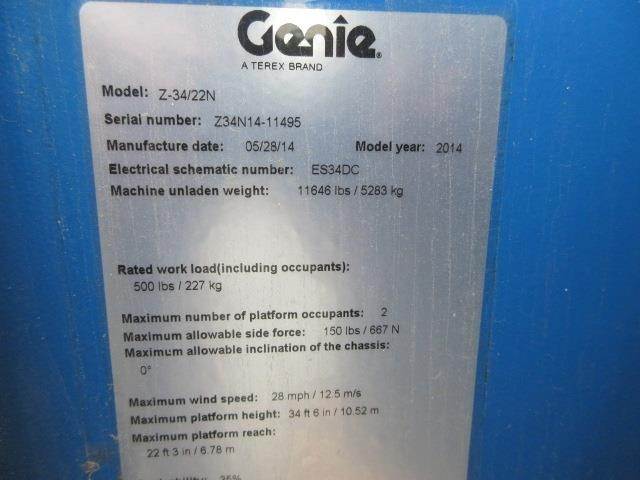 Genie.
A TEREX BRAND
Model: Z-34/22N
Serial number: Z34N14-11495
Manufacture date: 05/28/14 Model year: 2014
Electrical schematic number: ES34DC
Machine unladen weight: 11646 lbs / 5283 kg
Rated work load(including occupants):
500 lbs / 227 kg
Maximum number of platform occupants: 2
Maximum allowable side force: 150 lbs / 667 N
Maximum allowable inclination of the chassis:
0°
Maximum wind speed: 28 mph / 12.5 m/s
Maximum platform height: 34 ft 6 in / 10.52 m
Maximum platform reach:
22 ft 3 in / 6.78 m